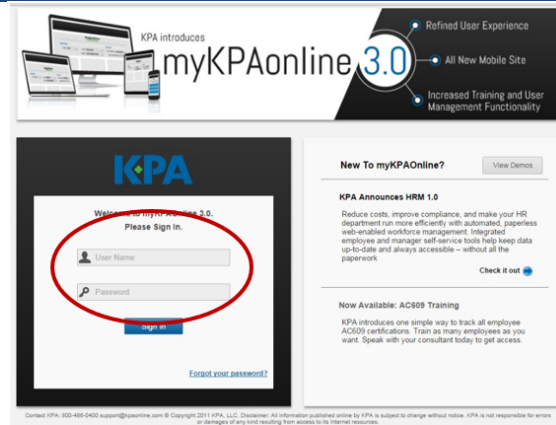 KPA introduces
myKPAonline 3.0
Refined User Experience
All New Mobile Site
Increased Training and User
Management Functionality
KPA
Welcome to myKPAOnline 3.0.
Please Sign In.
User Name
Password
Sign In
Forgot your password?
New To myKPAOnline?
View Demos
KPA Announces HRM 1.0
Reduce costs, improve compliance, and make your HR
department run more efficiently with automated, paperless
web-enabled workforce management. Integrated
employee and manager self-service tools help keep data
up-to-date and always accessible – without all the
paperwork
Check it out
Now Available: AC609 Training
KPA introduces one simple way to track all employee
AC609 certifications. Train as many employees as you
want. Speak with your consultant today to get access.
Contact KPA: 800-486-0400 support@kpaonline.com © Copyright 2011 KPA, LLC. Disclaimer: All information published online by KPA is subject to change without notice. KPA is not responsible for errors
or damages of any kind resulting from access to its internet resources.